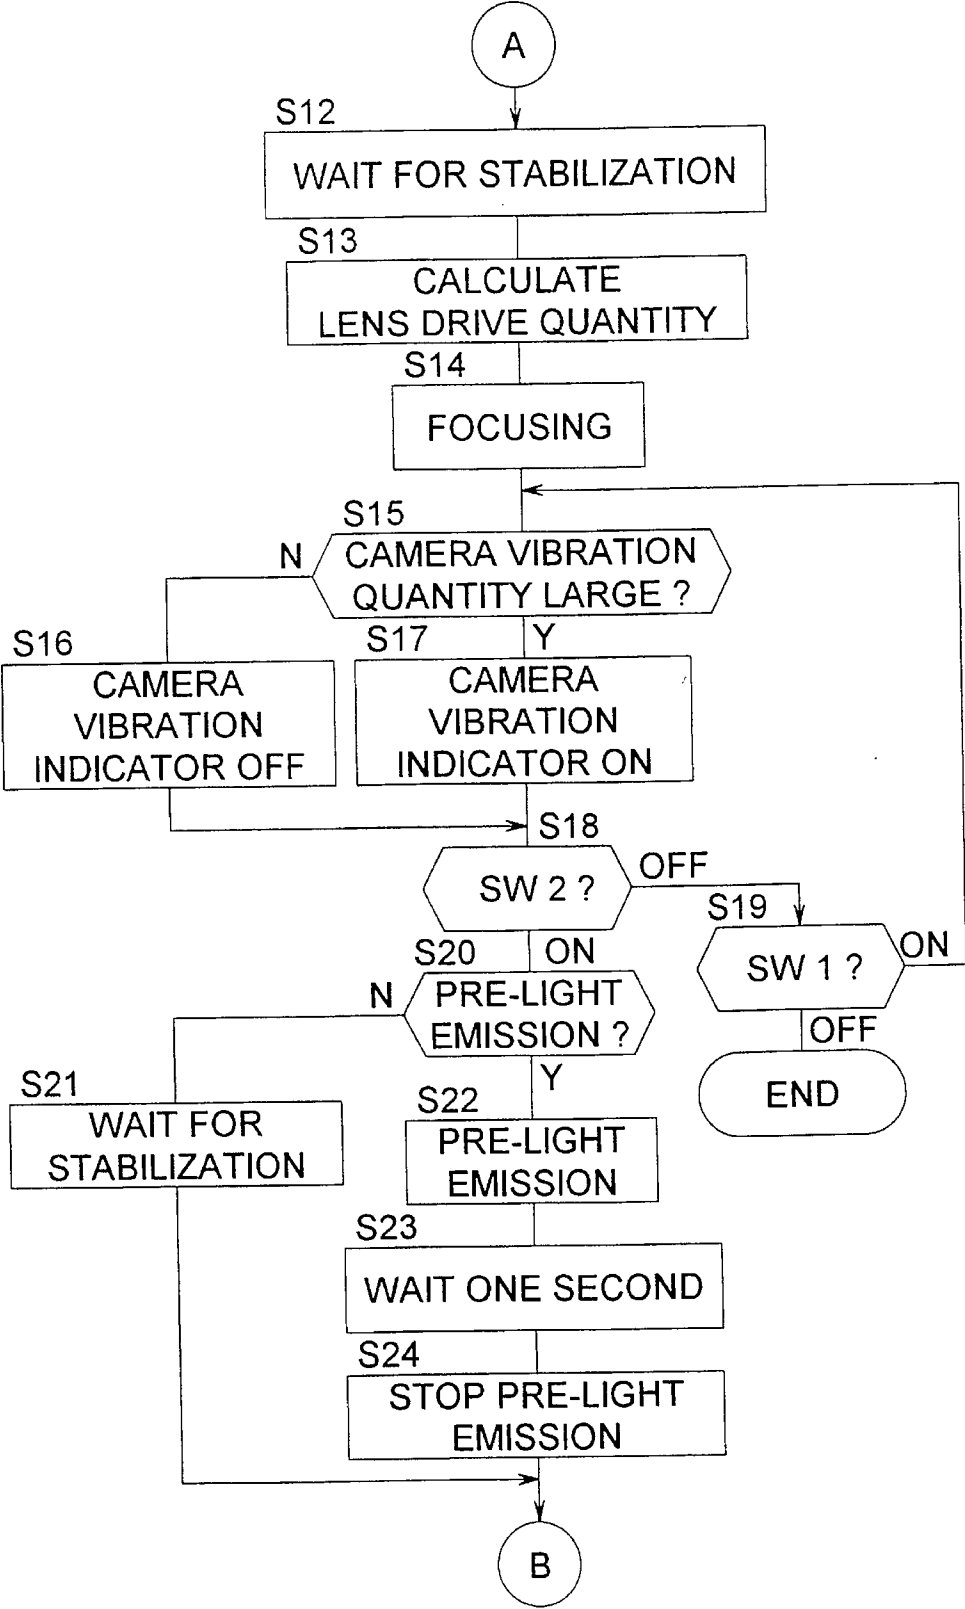 A
S12
WAIT FOR STABILIZATION
S13
CALCULATE
LENS DRIVE QUANTITY
S14
FOCUSING
S15
N
CAMERA VIBRATION
QUANTITY LARGE ?
S16
S17
Y
CAMERA
VIBRATION
INDICATOR OFF
CAMERA
VIBRATION
INDICATOR ON
S18
SW 2 ?
OFF
S19
SW 1 ?
ON
OFF
END
S20
ON
N
PRE-LIGHT
EMISSION ?
Y
S21
WAIT FOR
STABILIZATION
S22
PRE-LIGHT
EMISSION
S23
WAIT ONE SECOND
S24
STOP PRE-LIGHT
EMISSION
B